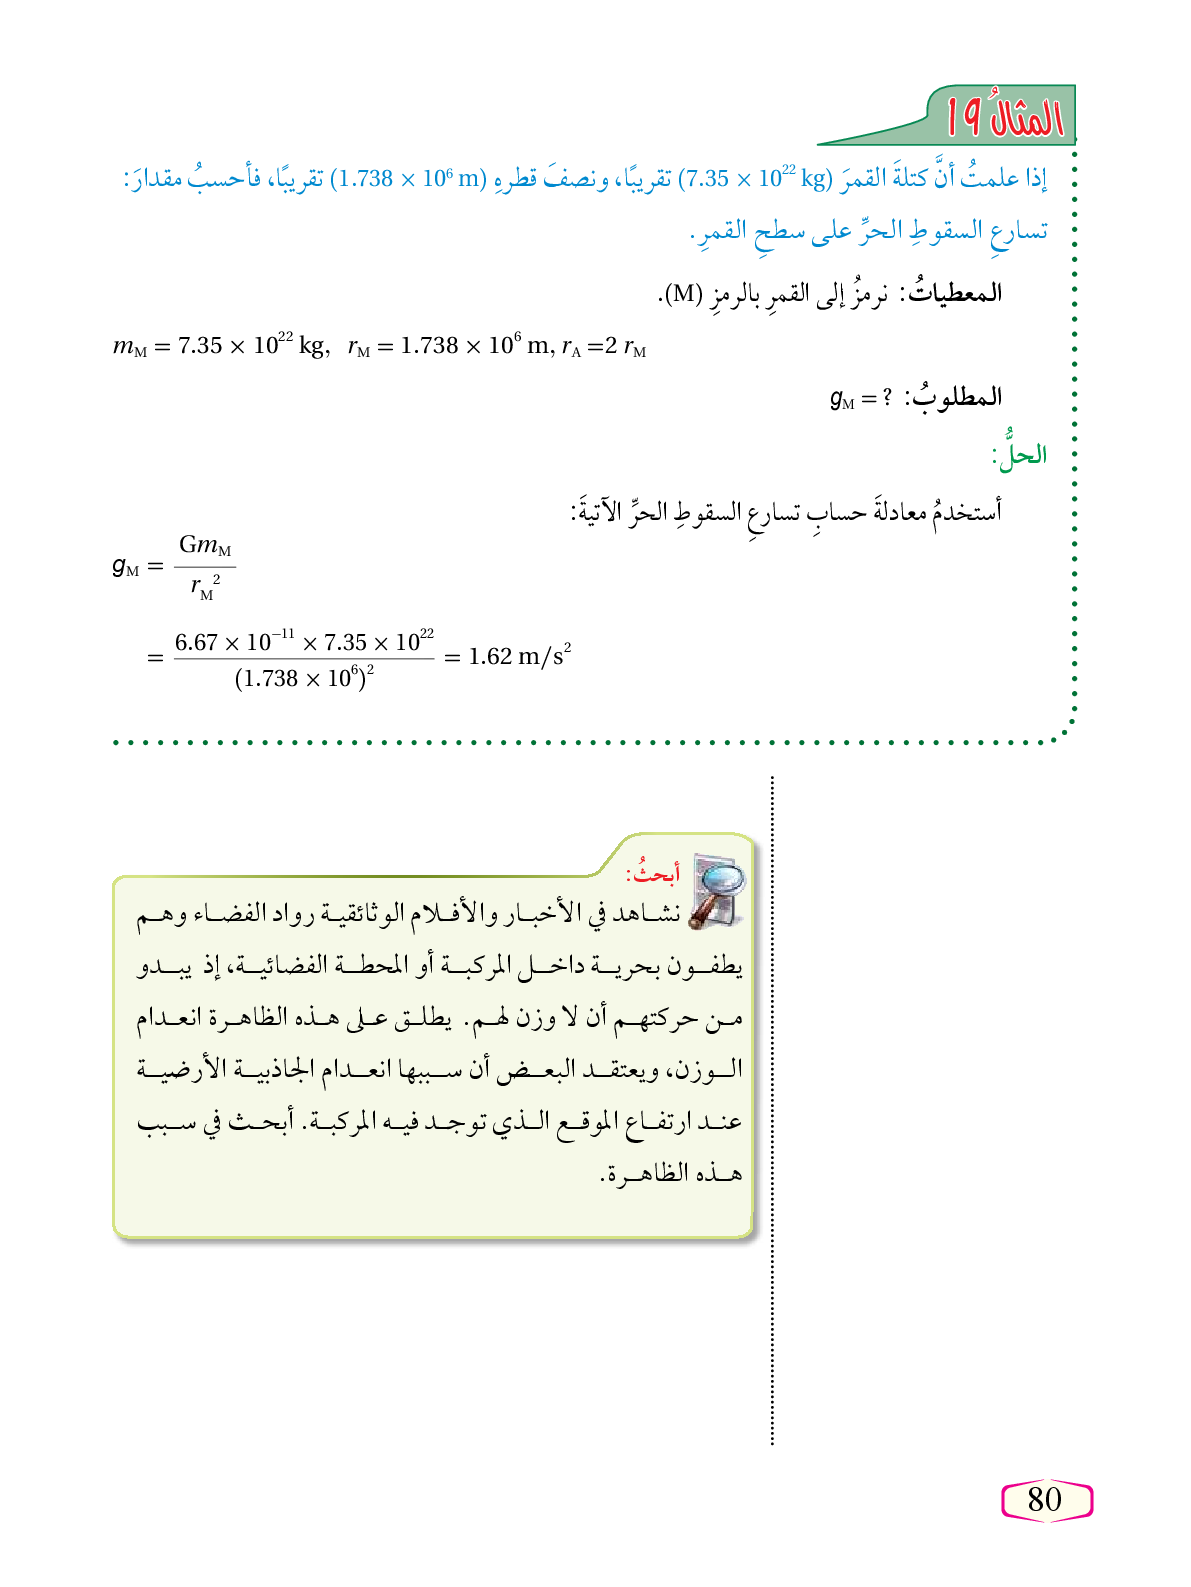 المثالُ ١٩
إذا علمتُ أنَّ كتلةَ القمرَ (7.35 × 10²² kg) تقريبًا، ونصفَ قطرهِ (1.738 × 10⁶ m) تقريبًا، فأحسبُ مقدارَ:
تسارعِ السقوطِ الحرِّ على سطحِ القمرِ.
المعطياتُ: نرمزُ إلى القمرِ بالرمزِ (M).
m_M = 7.35 × 10²² kg, r_M = 1.738 × 10⁶ m, r_A =2 r_M
المطلوبُ: g_M = ?
الحلُّ:
أستخدمُ معادلةَ حسابِ تسارعِ السقوطِ الحرِّ الآتيةَ:
g_M = Gm_M / r_M²
= 6.67 × 10⁻¹¹ × 7.35 × 10²² / (1.738 × 10⁶)² = 1.62 m/s²
أبحثُ:
نشاهد في الأخبار والأفلام الوثائقية رواد الفضاء وهم
يطفون بحرية داخل المركبة أو المحطة الفضائية، إذ يبدو
من حركتهم أن لا وزن لهم. يطلق على هذه الظاهرة انعدام
الوزن، ويعتقد البعض أن سببها انعدام الجاذبية الأرضية
عند ارتفاع الموقع الذي توجد فيه المركبة. أبحث في سبب
هذه الظاهرة.
80